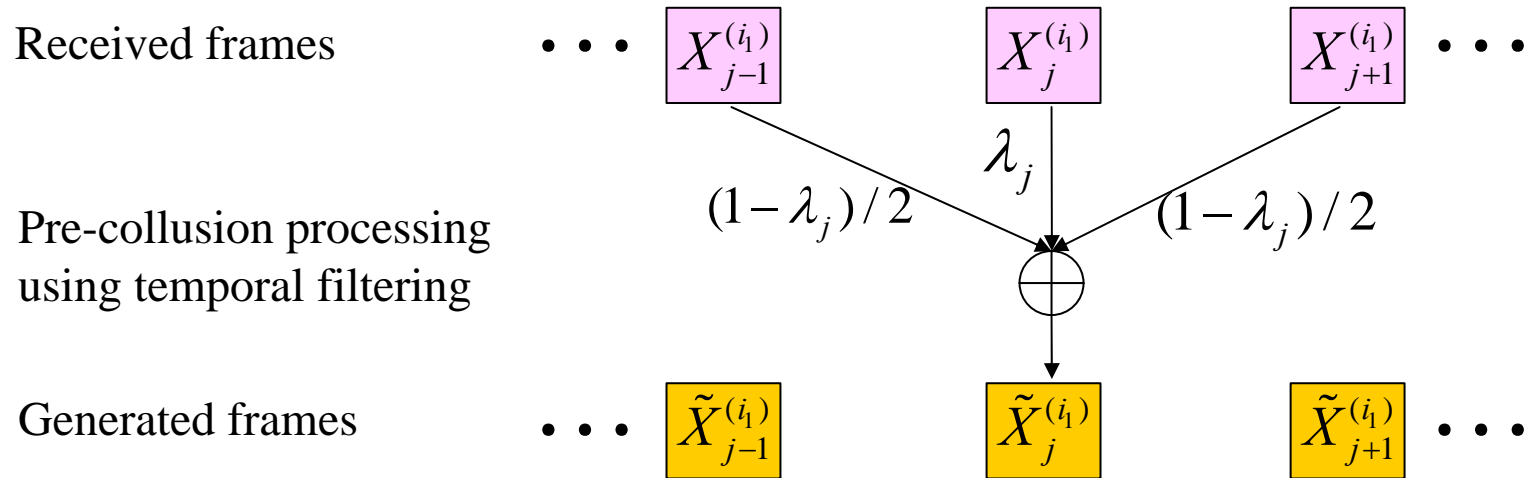 Received frames ••• X_{j−1}^{(i_1)} X_j^{(i_1)} X_{j+1}^{(i_1)} •••
λ_j
(1−λ_j)/2 (1−λ_j)/2
Pre-collusion processing
using temporal filtering
Generated frames ••• X̃_{j−1}^{(i_1)} X̃_j^{(i_1)} X̃_{j+1}^{(i_1)} •••